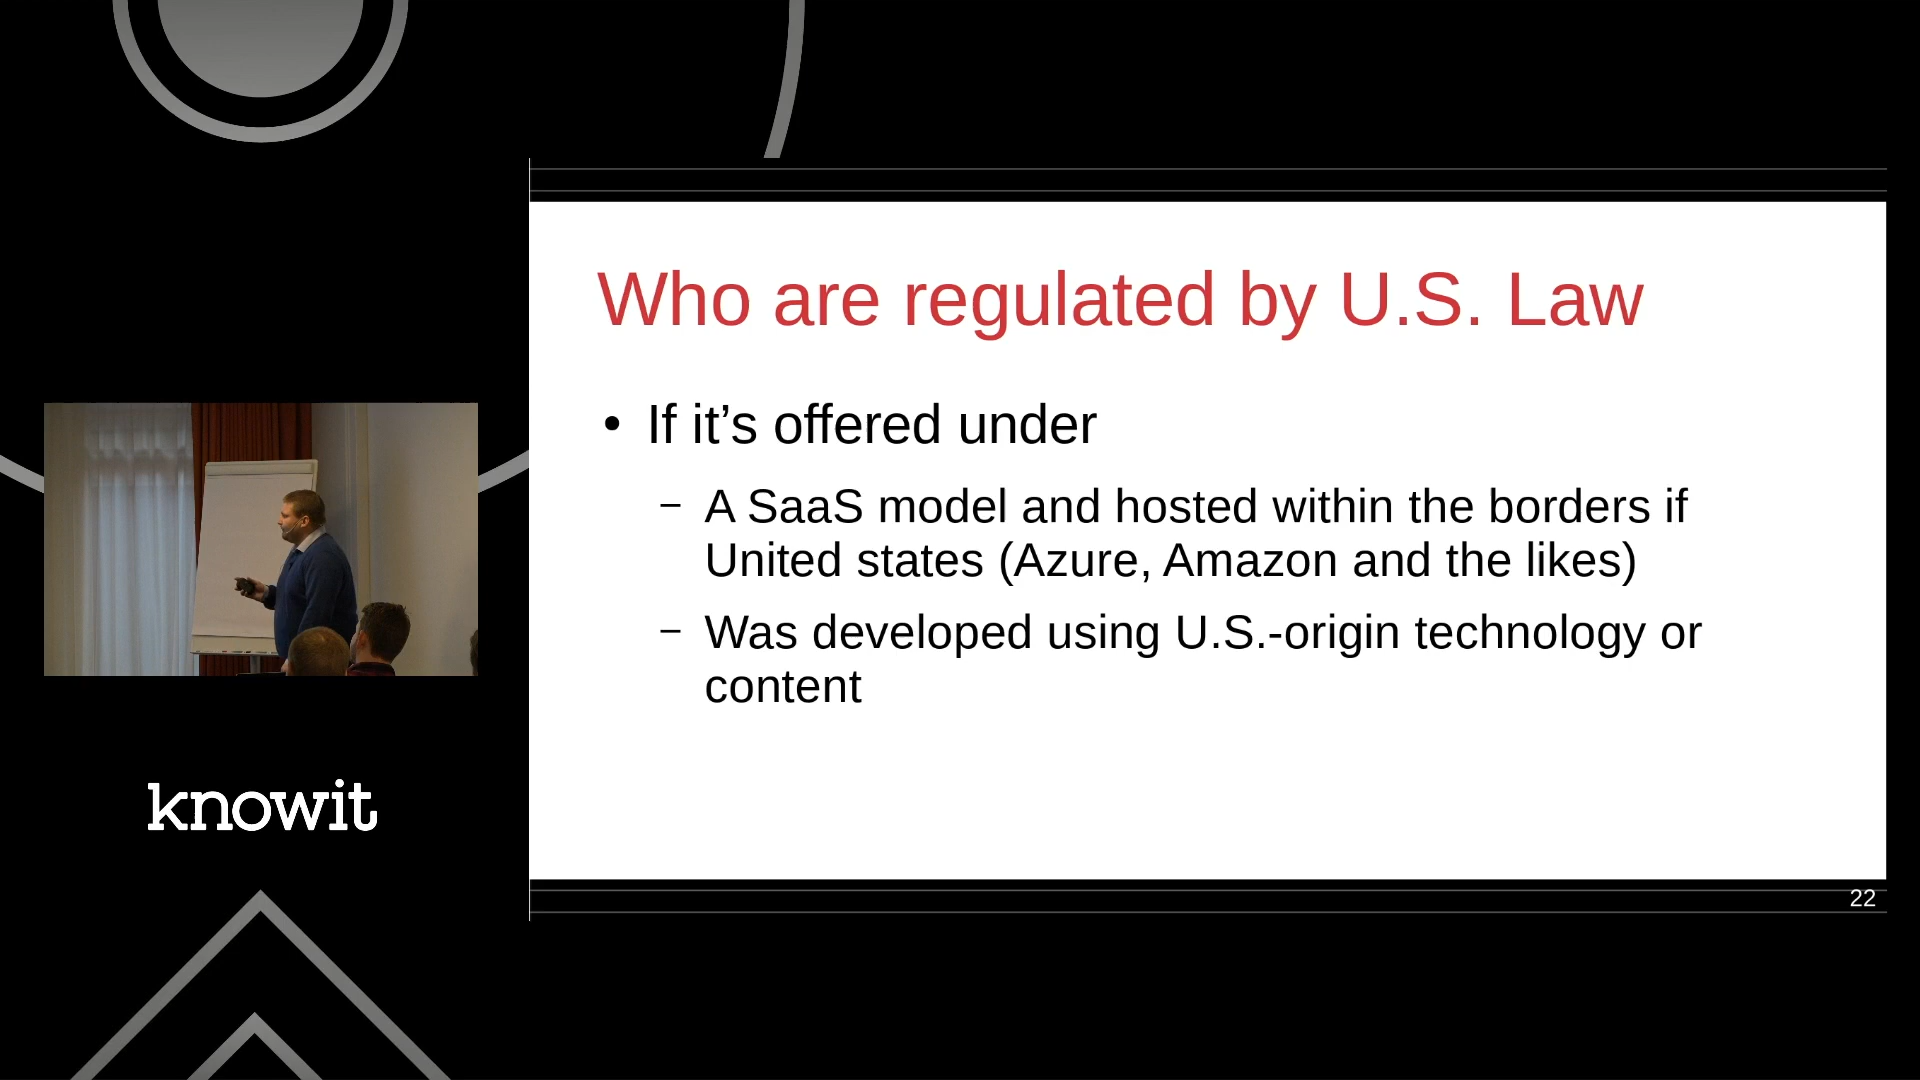 Who are regulated by U.S. Law
• If it’s offered under
– A SaaS model and hosted within the borders if
United states (Azure, Amazon and the likes)
– Was developed using U.S.-origin technology or
content
knowit
22